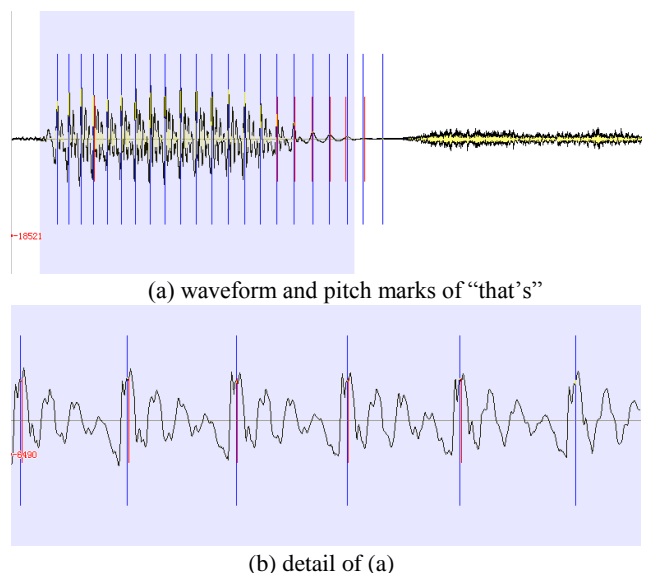 -18521
(a) waveform and pitch marks of “that’s”
-8490
(b) detail of (a)